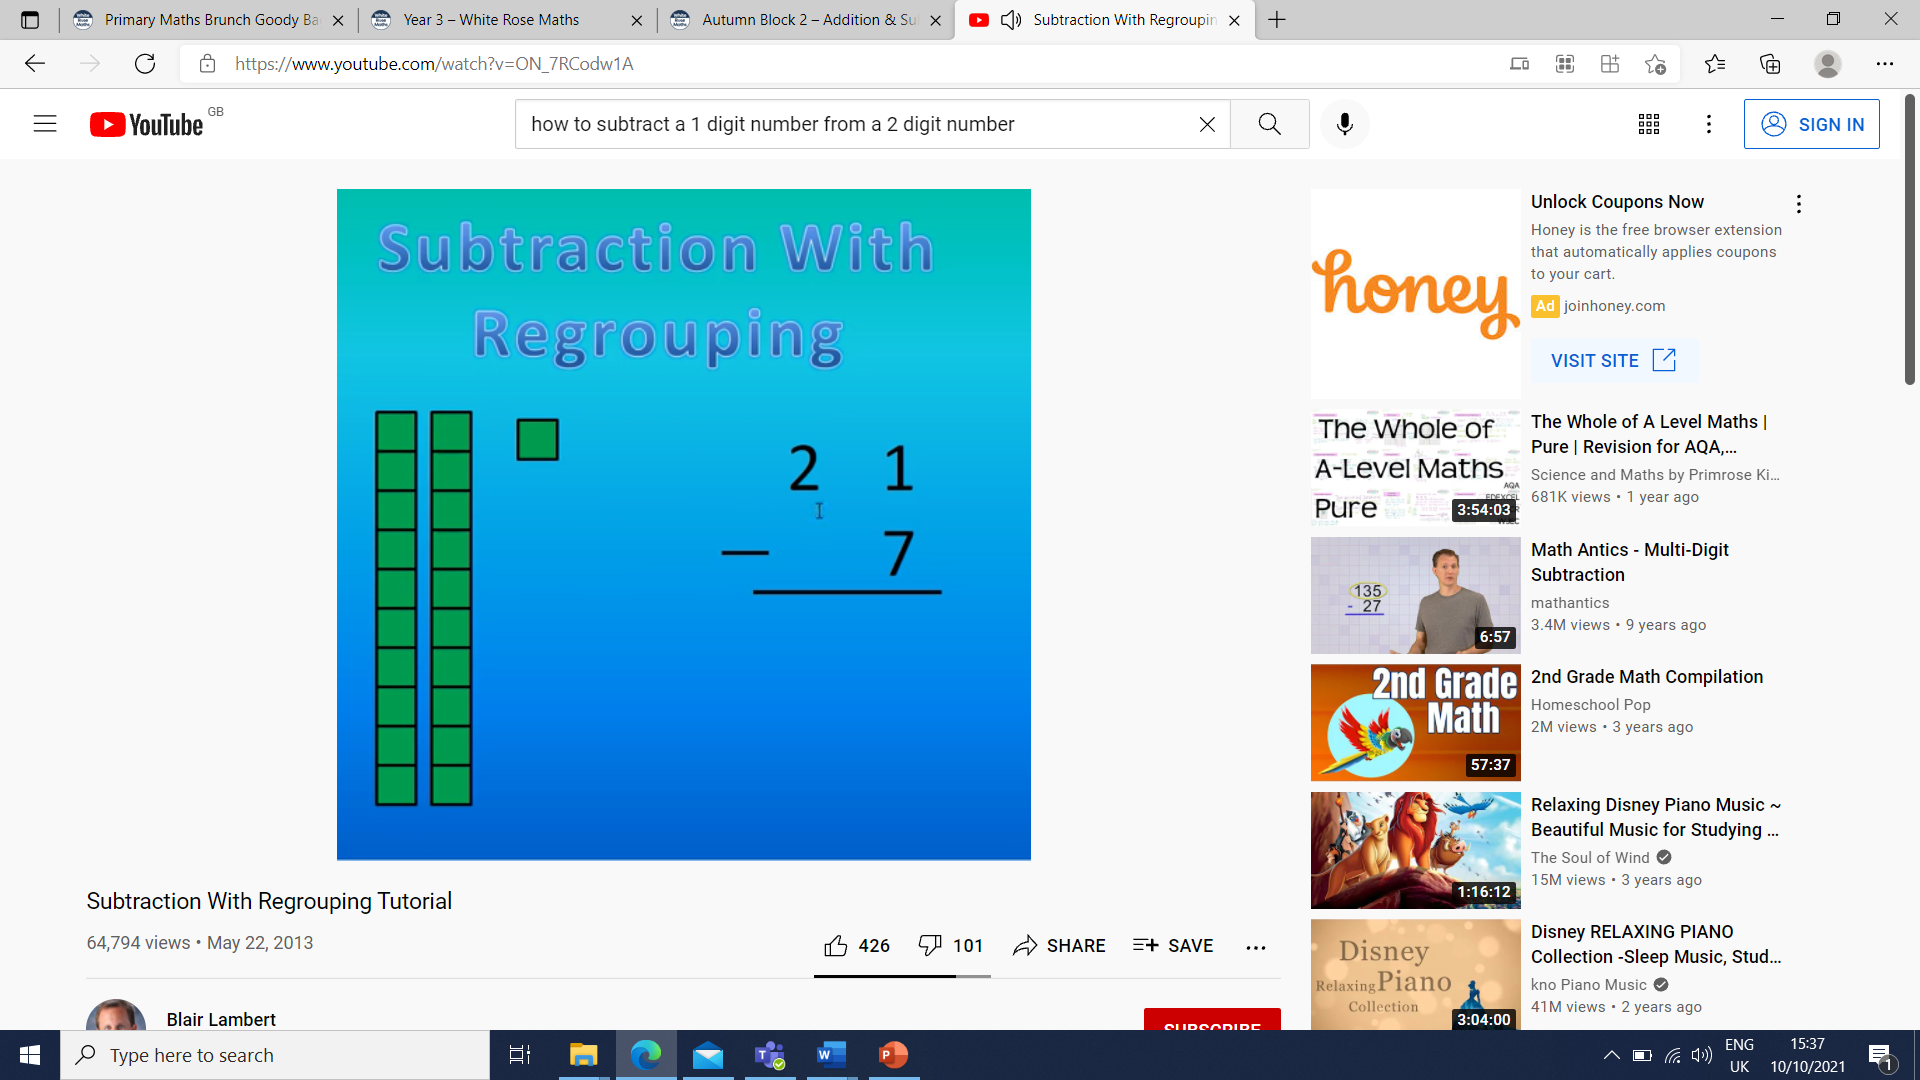 Primary Maths Brunch Goody Ba
Year 3 – White Rose Maths
Autumn Block 2 – Addition & Su
Subtraction With Regroupin
https://www.youtube.com/watch?v=ON_7RCodw1A
YouTube GB
how to subtract a 1 digit number from a 2 digit number
SIGN IN
Subtraction With
Regrouping
2 1
— 7
Subtraction With Regrouping Tutorial
64,794 views • May 22, 2013
426
101
SHARE
SAVE
Blair Lambert
SUBSCRIBE
honey
Unlock Coupons Now
Honey is the free browser extension
that automatically applies coupons
to your cart.
Ad joinhoney.com
VISIT SITE
The Whole of
A-Level Maths
Pure
AQA
EDEXCEL
3:54:03
The Whole of A Level Maths |
Pure | Revision for AQA,...
Science and Maths by Primrose Ki...
681K views • 1 year ago
135
- 27
6:57
Math Antics - Multi-Digit
Subtraction
mathantics
3.4M views • 9 years ago
2nd Grade
Math
57:37
2nd Grade Math Compilation
Homeschool Pop
2M views • 3 years ago
1:16:12
Relaxing Disney Piano Music ~
Beautiful Music for Studying ...
The Soul of Wind
15M views • 3 years ago
Disney
Relaxing Piano
Collection
3:04:00
Disney RELAXING PIANO
Collection -Sleep Music, Stud...
kno Piano Music
41M views • 2 years ago
Type here to search
ENG
UK
15:37
10/10/2021
1